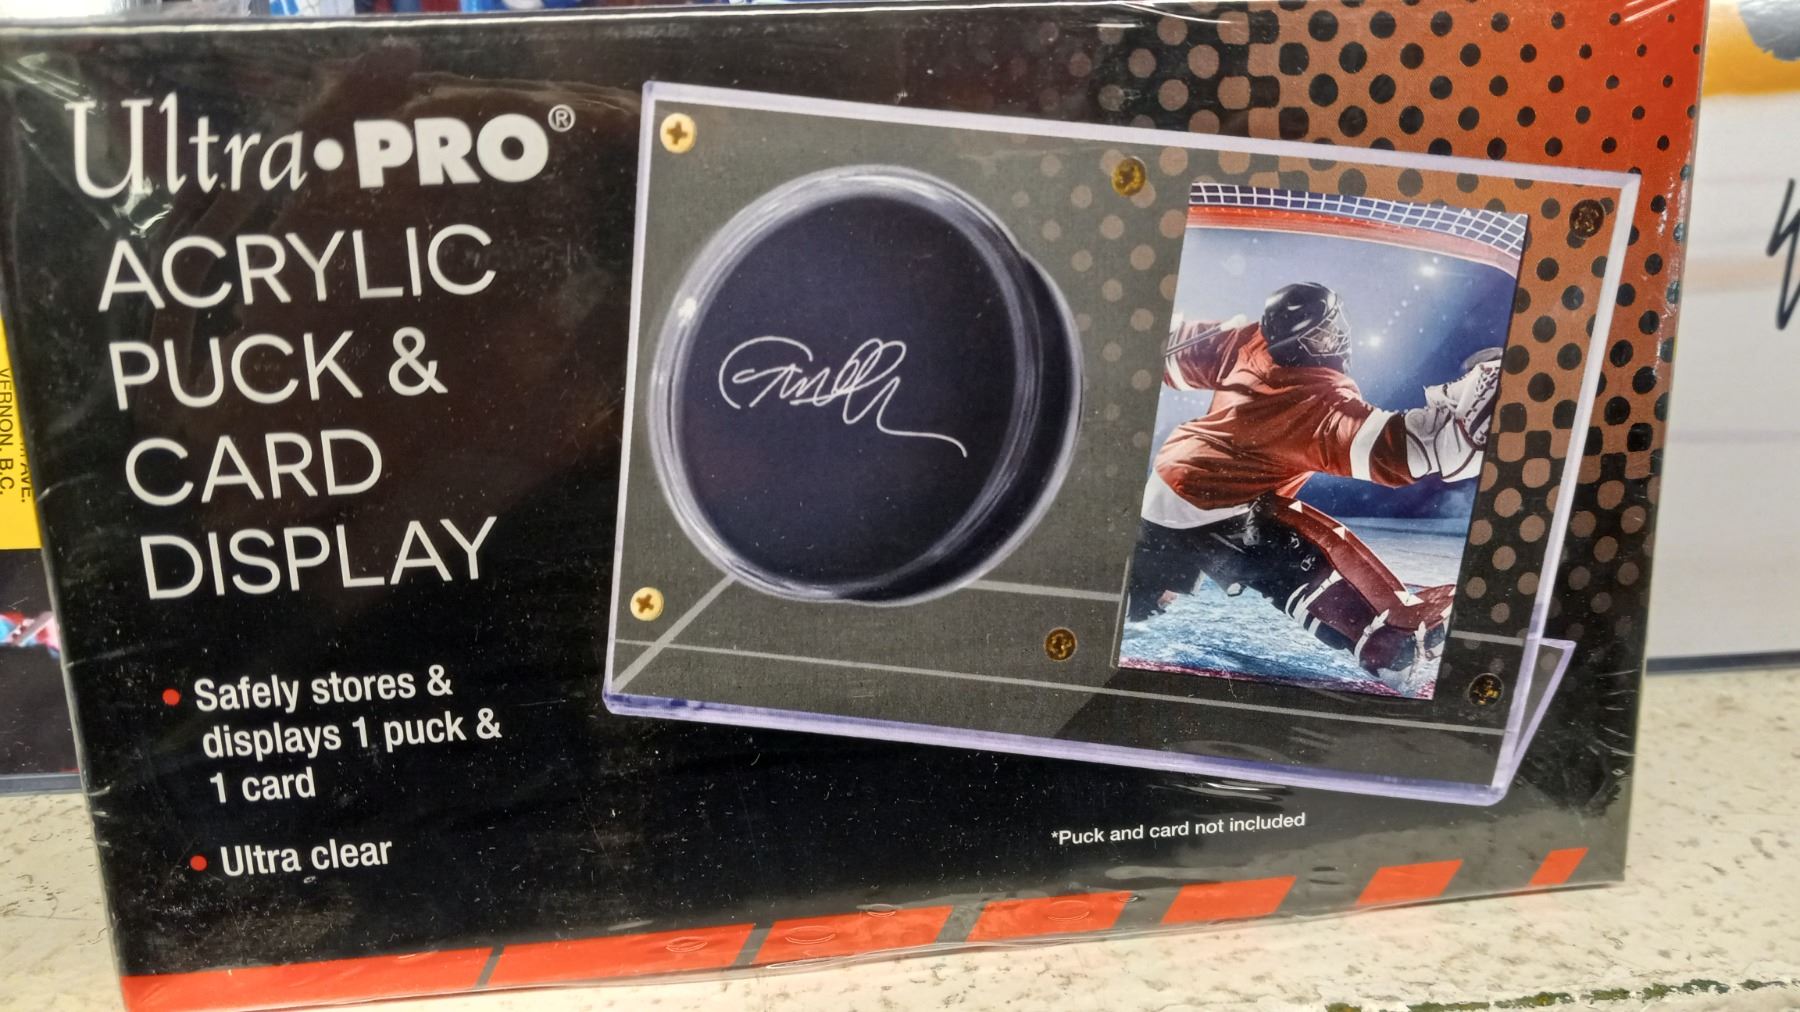 Ultra•PRO®
ACRYLIC
PUCK &
CARD
DISPLAY
• Safely stores &
displays 1 puck &
1 card
• Ultra clear
*Puck and card not included
AVE.
VERNON, B.C.